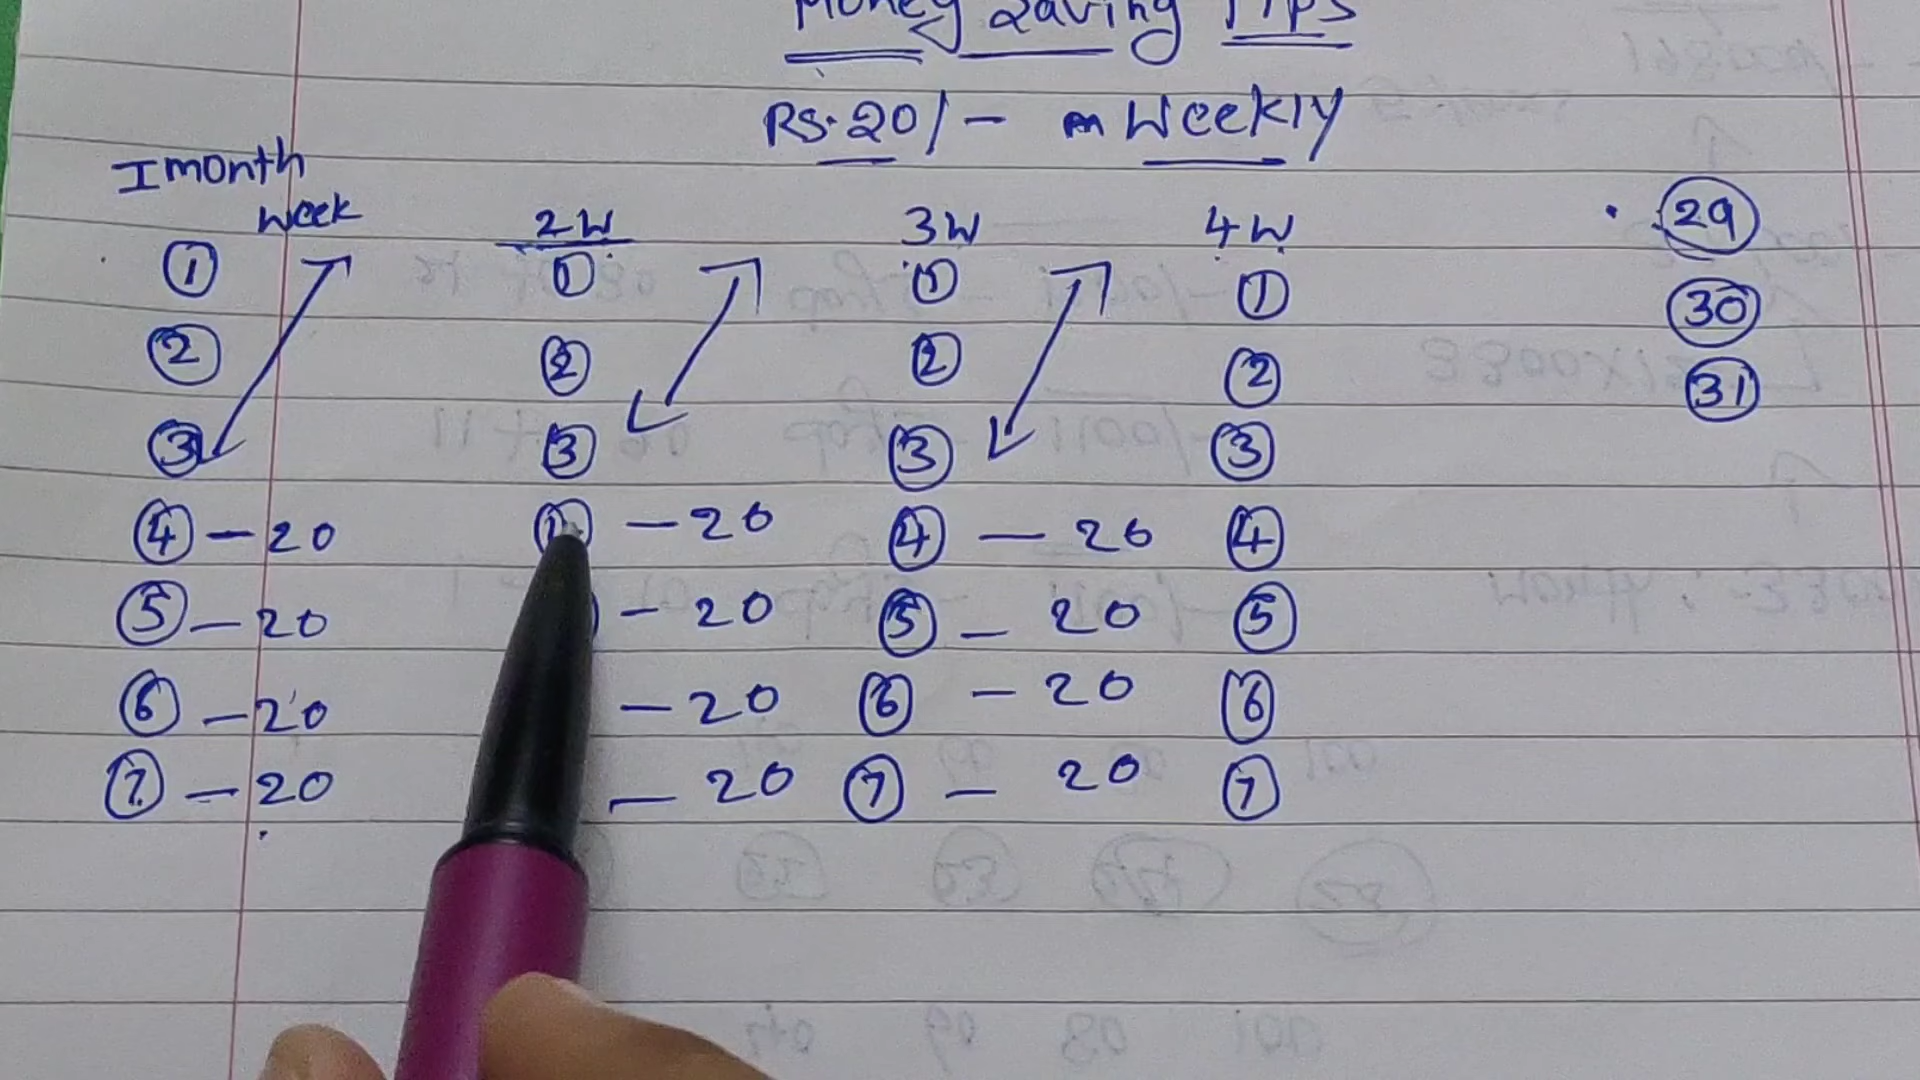 Money Saving Tips
RS.20/- m Weekly
I month
week 2W 3W 4W 29
1 1 1 1 30
2 2 2 2 31
3 3 3 3
4 - 20 - 20 4 - 20 4
5 - 20 - 20 5 - 20 5
6 - 20 - 20 6 - 20 6
7 - 20 - 20 7 - 20 7